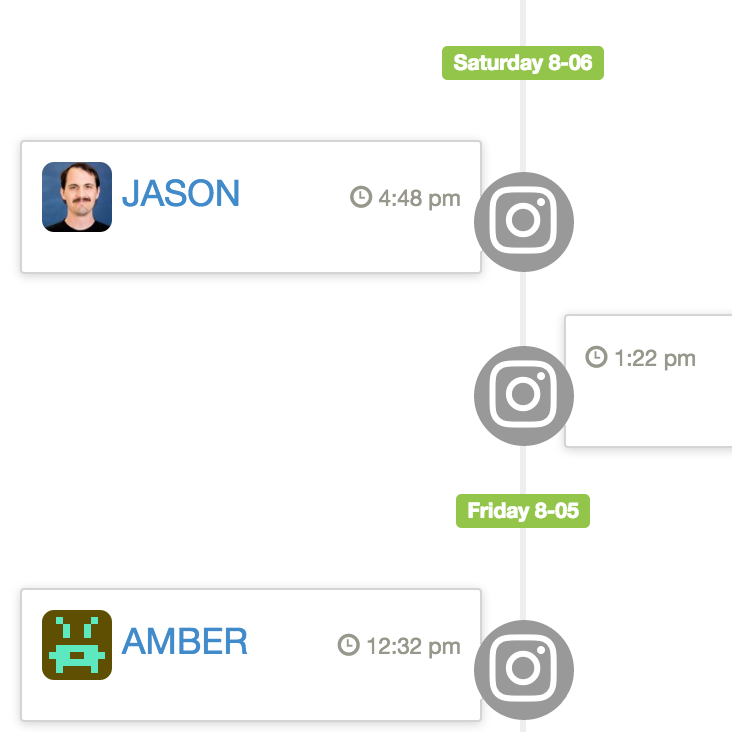 Saturday 8-06
JASON 4:48 pm
1:22 pm
Friday 8-05
AMBER 12:32 pm